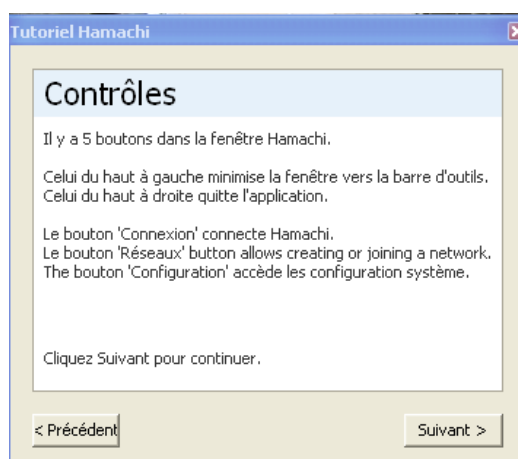 Tutoriel Hamachi
Contrôles
Il y a 5 boutons dans la fenêtre Hamachi.
Celui du haut à gauche minimise la fenêtre vers la barre d'outils.
Celui du haut à droite quitte l'application.
Le bouton 'Connexion' connecte Hamachi.
Le bouton 'Réseaux' button allows creating or joining a network.
The bouton 'Configuration' accède les configuration système.
Cliquez Suivant pour continuer.
< Précédent
Suivant >